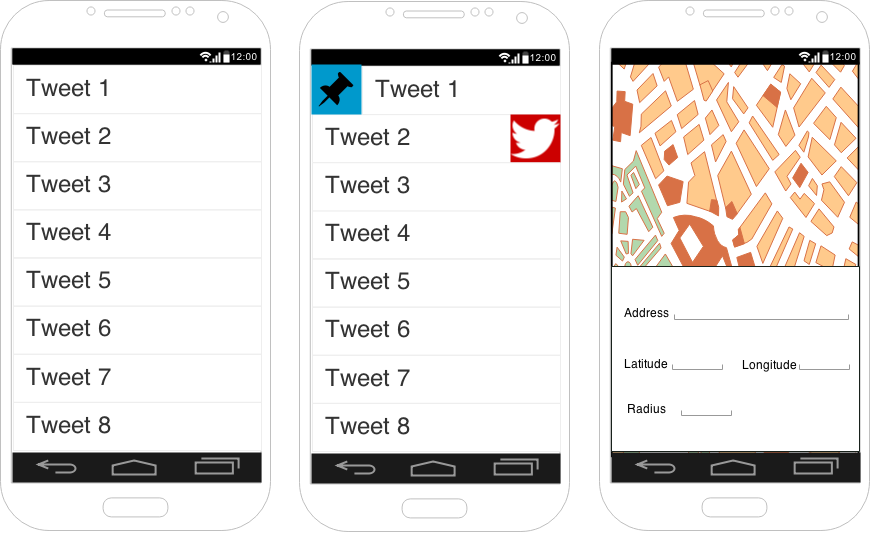 12:00
Tweet 1
Tweet 2
Tweet 3
Tweet 4
Tweet 5
Tweet 6
Tweet 7
Tweet 8
12:00
Tweet 1
Tweet 2
Tweet 3
Tweet 4
Tweet 5
Tweet 6
Tweet 7
Tweet 8
12:00
Address
Latitude Longitude
Radius